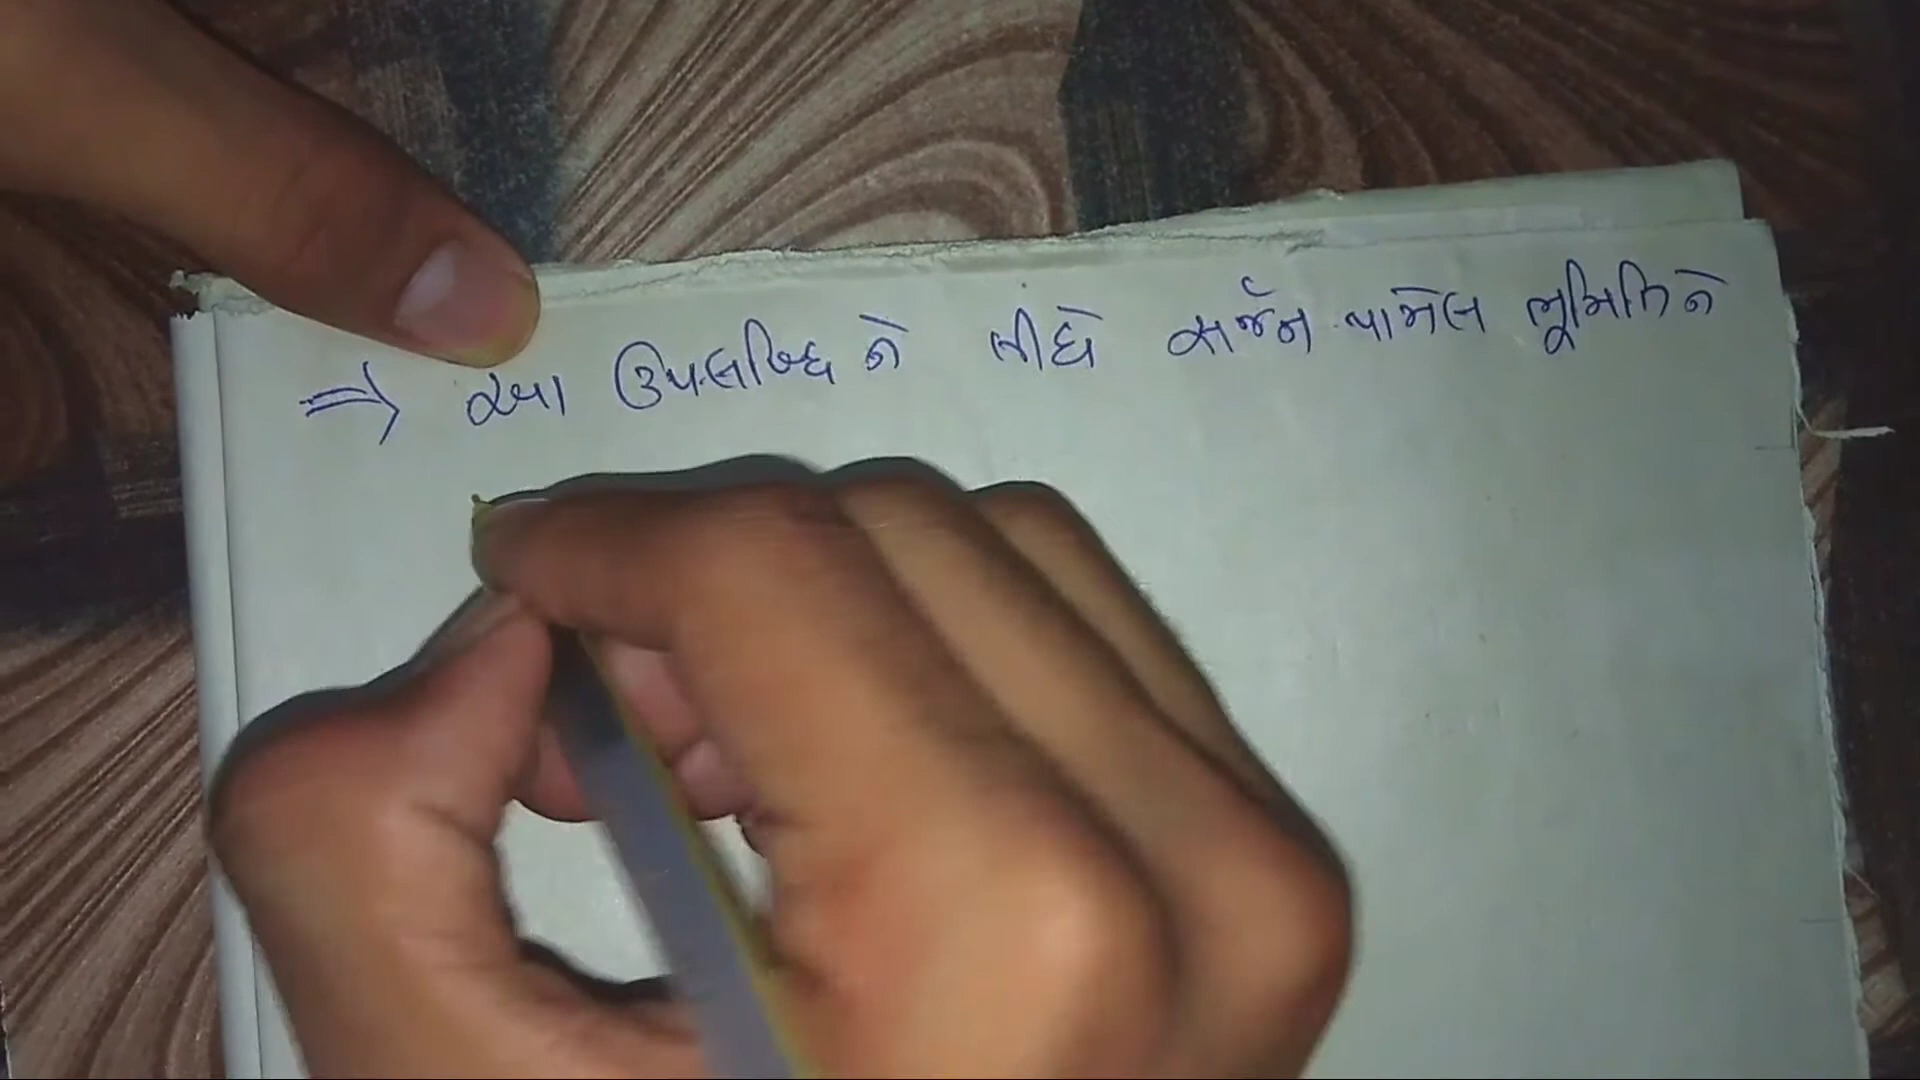 ⇒ આ ઉપલબ્ધિ ને લીધે સર્જન પામેલ ભૂમિતિ ને